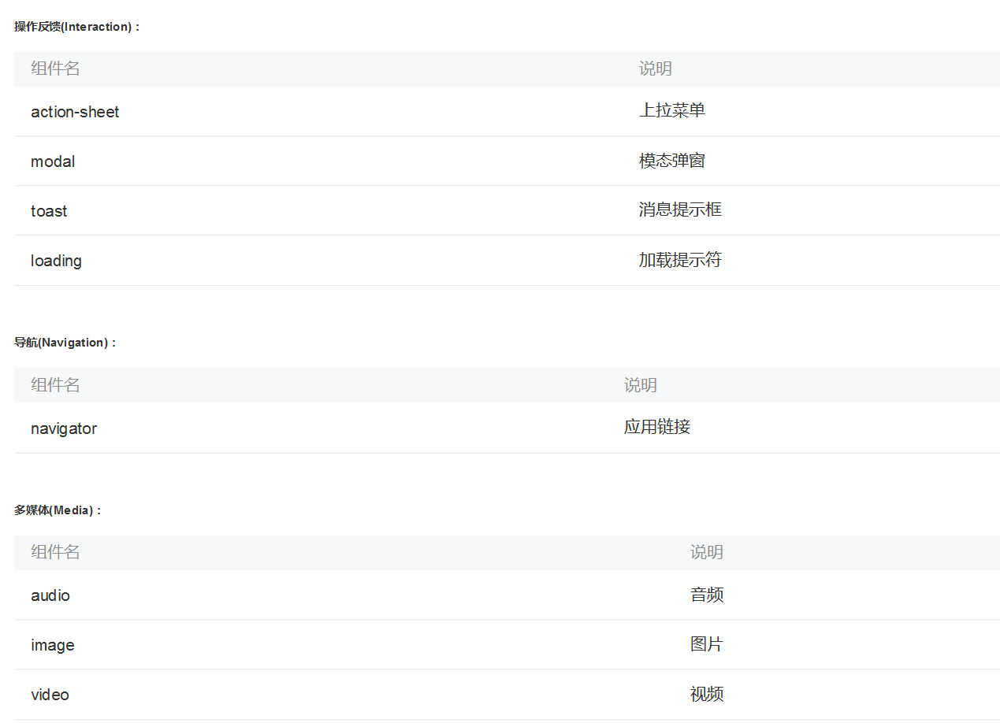 操作反馈(Interaction)：
组件名 说明
action-sheet 上拉菜单
modal 模态弹窗
toast 消息提示框
loading 加载提示符
导航(Navigation)：
组件名 说明
navigator 应用链接
多媒体(Media)：
组件名 说明
audio 音频
image 图片
video 视频